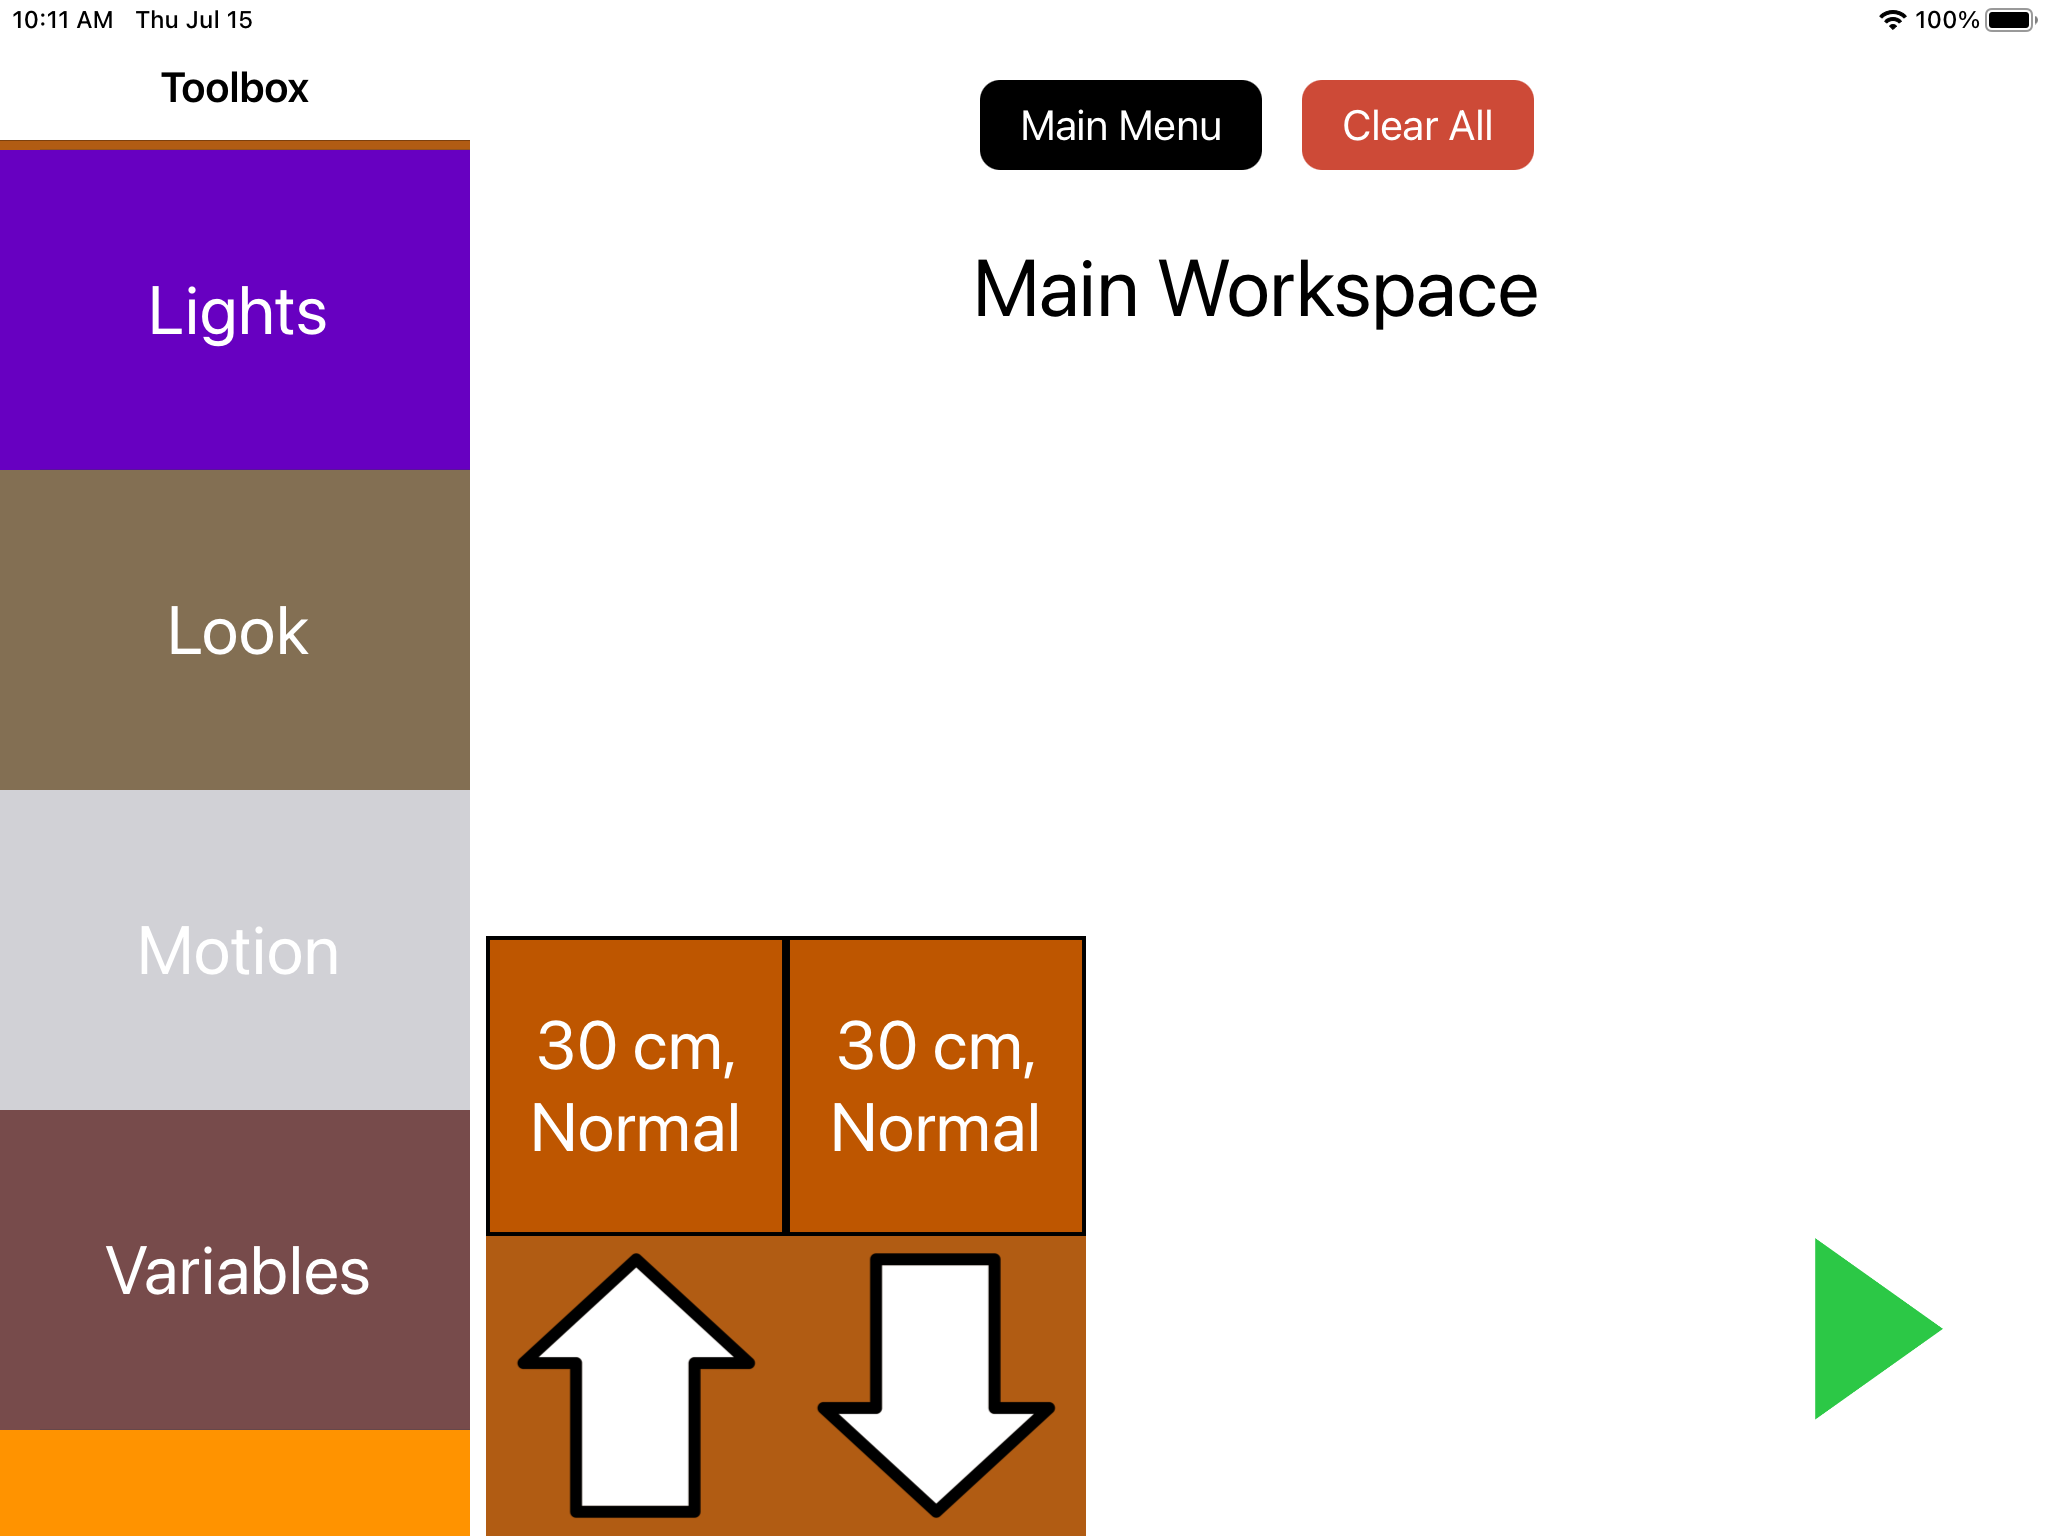 10:11 AM Thu Jul 15
100%
Toolbox
Main Menu
Clear All
Main Workspace
Lights
Look
Motion
Variables
30 cm,
Normal
30 cm,
Normal